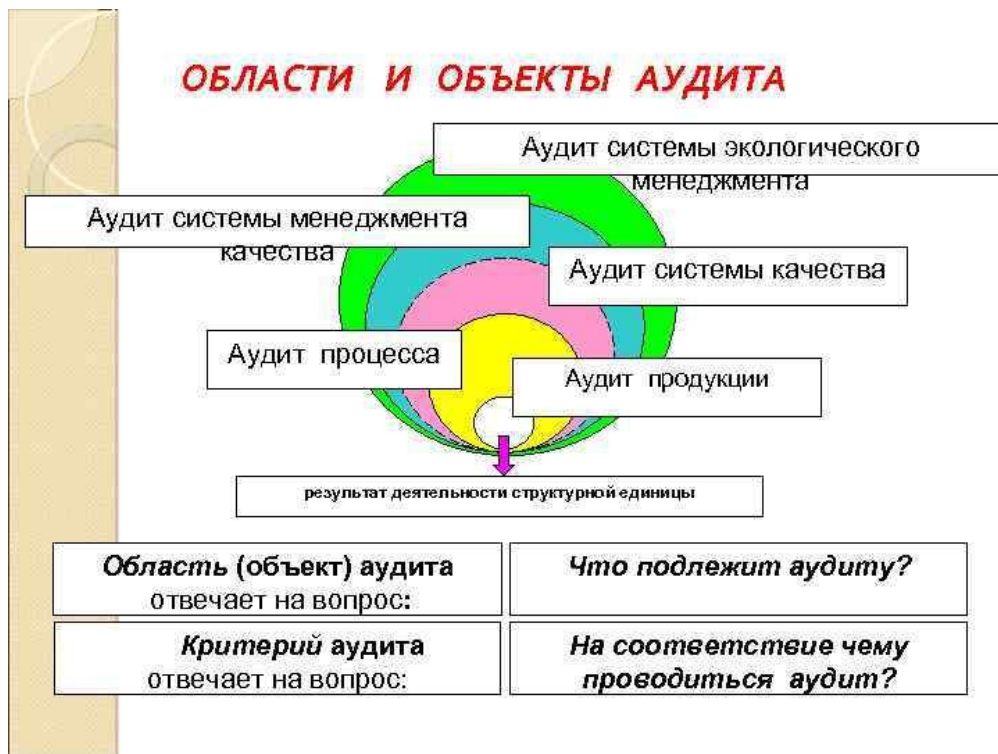 ОБЛАСТИ И ОБЪЕКТЫ АУДИТА
Аудит системы экологического
менеджмента
Аудит системы менеджмента
качества
Аудит системы качества
Аудит процесса
Аудит продукции
результат деятельности структурной единицы
Область (объект) аудита
отвечает на вопрос:
Что подлежит аудиту?
Критерий аудита
отвечает на вопрос:
На соответствие чему
проводиться аудит?